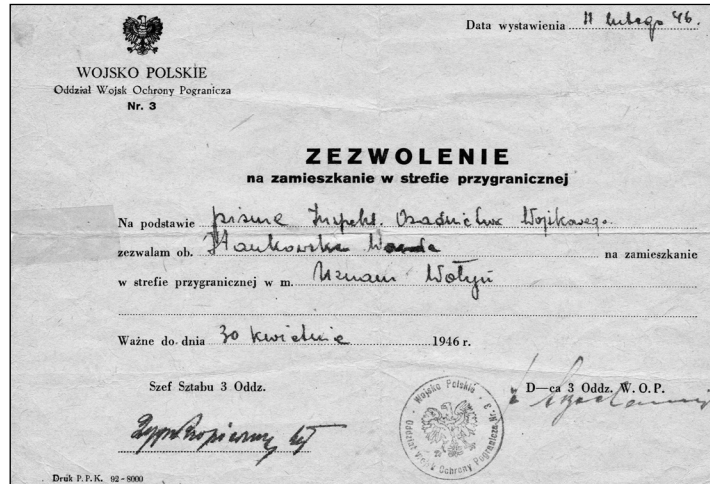 Data wystawienia 11 lutego 46.
WOJSKO POLSKIE
Oddział Wojsk Ochrony Pogranicza
Nr. 3
ZEZWOLENIE
na zamieszkanie w strefie przygranicznej
Na podstawie pisma Inspekt. Osadnictwa Wojskowego.
zezwalam ob. Stankowska Wanda na zamieszkanie
w strefie przygranicznej w m. Uznam Wołyń
Ważne do dnia 30 kwietnia 1946 r.
Szef Sztabu 3 Oddz.
D—ca 3 Oddz. W. O. P.
Wojsko Polskie · Oddział Wojsk Ochrony Pogranicza Nr. 3
Druk P. P. K. 92-8000